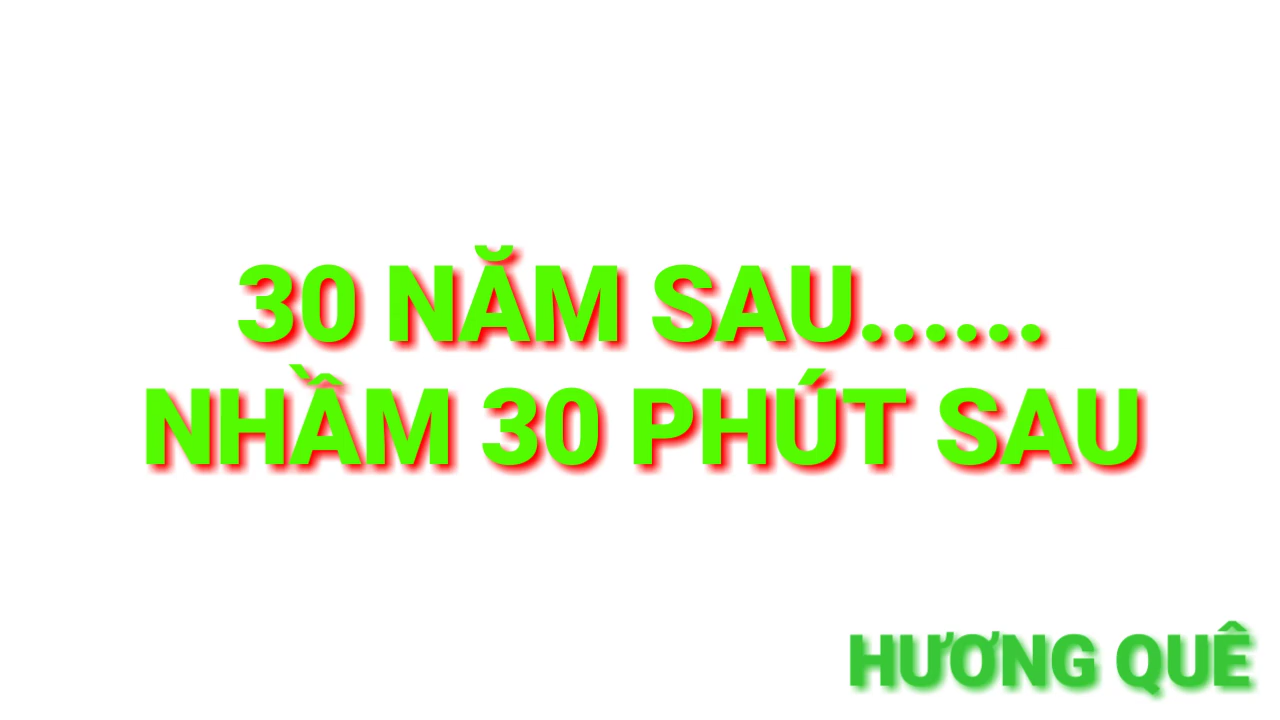 30 NĂM SAU......
NHẦM 30 PHÚT SAU
HƯƠNG QUÊ